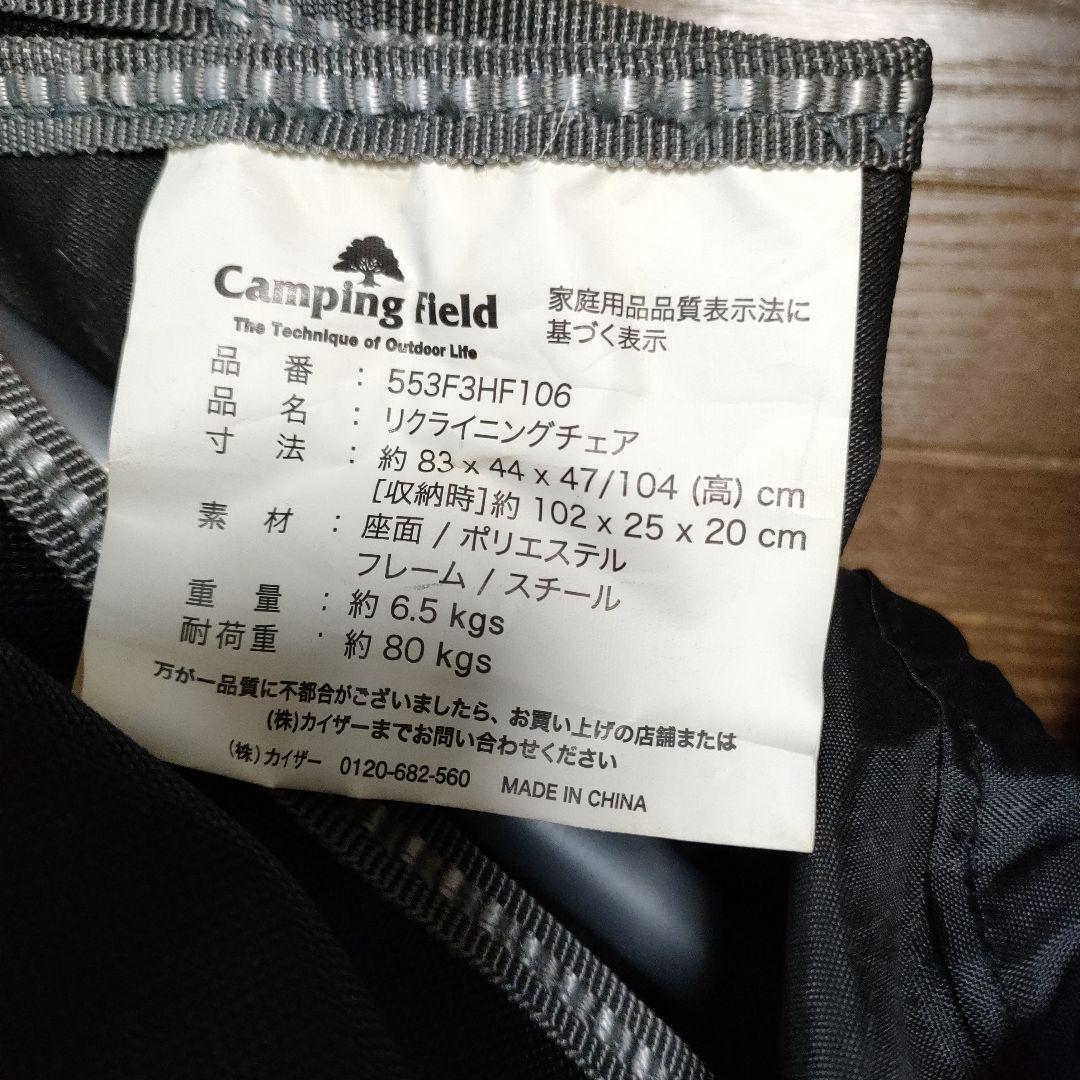 Camping Field
The Technique of Outdoor Life
家庭用品品質表示法に
基づく表示
品 番 : 553F3HF106
品 名 : リクライニングチェア
寸 法 : 約 83 x 44 x 47/104 (高) cm
[収納時]約 102 x 25 x 20 cm
素 材 : 座面 / ポリエステル
フレーム / スチール
重 量 : 約 6.5 kgs
耐荷重 : 約 80 kgs
万が一品質に不都合がございましたら、お買い上げの店舗または
(株)カイザーまでお問い合わせください
(株)カイザー 0120-682-560 MADE IN CHINA